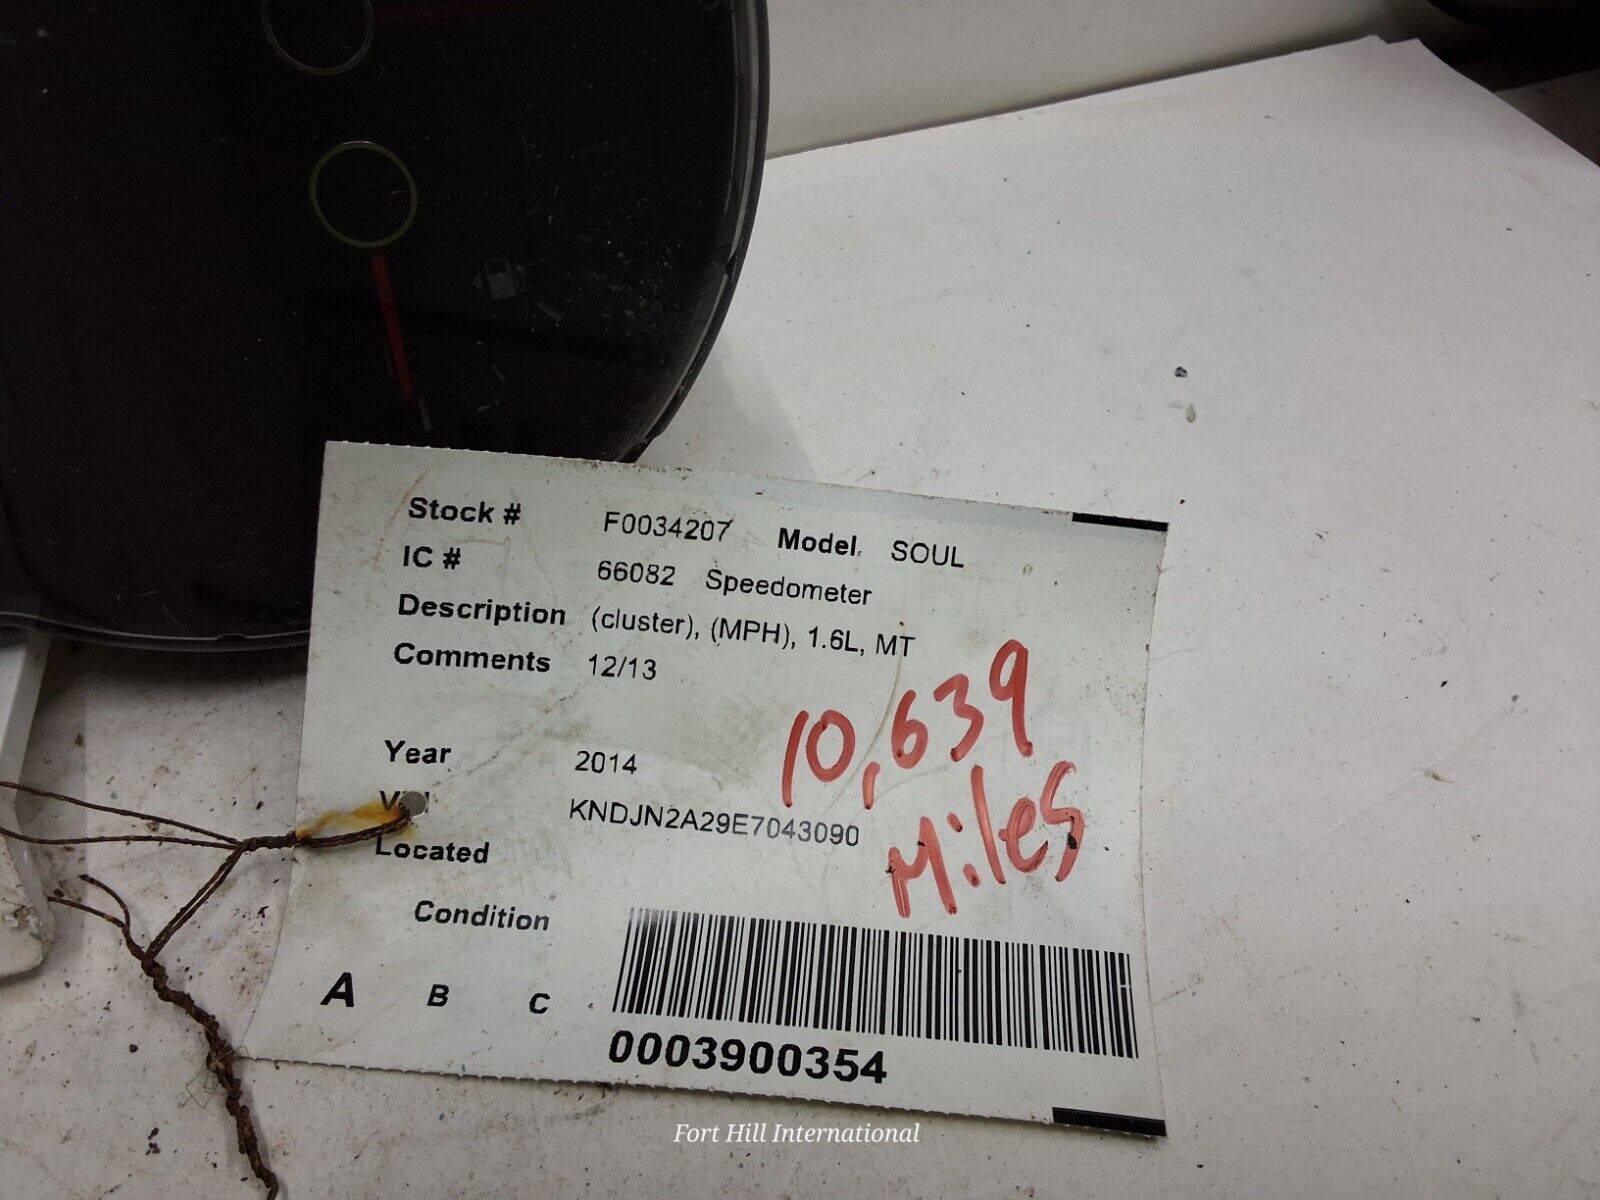 Stock # F0034207 Model. SOUL
IC # 66082 Speedometer
Description (cluster), (MPH), 1.6L, MT
Comments 12/13
10,639
Miles
Year 2014
KNDJN2A29E7043090
Located
Condition
A B C
0003900354
Fort Hill International